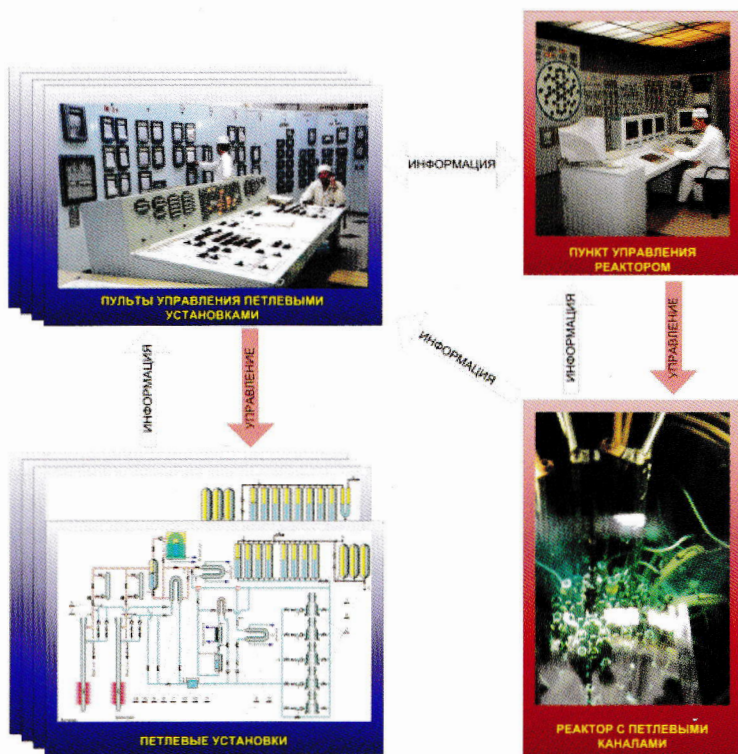 ИНФОРМАЦИЯ
ПУНКТ УПРАВЛЕНИЯ
РЕАКТОРОМ
ПУЛЬТЫ УПРАВЛЕНИЯ ПЕТЛЕВЫМИ
УСТАНОВКАМИ
ИНФОРМАЦИЯ
УПРАВЛЕНИЕ
ИНФОРМАЦИЯ
ИНФОРМАЦИЯ
УПРАВЛЕНИЕ
ПЕТЛЕВЫЕ УСТАНОВКИ
РЕАКТОР С ПЕТЛЕВЫМИ
КАНАЛАМИ